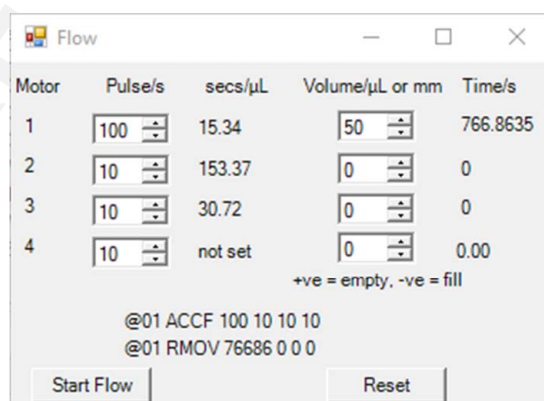 Flow
Motor Pulse/s secs/µL Volume/µL or mm Time/s
1 100 15.34 50 766.8635
2 10 153.37 0 0
3 10 30.72 0 0
4 10 not set 0 0.00
+ve = empty, -ve = fill
@01 ACCF 100 10 10 10
@01 RMOV 76686 0 0 0
Start Flow Reset